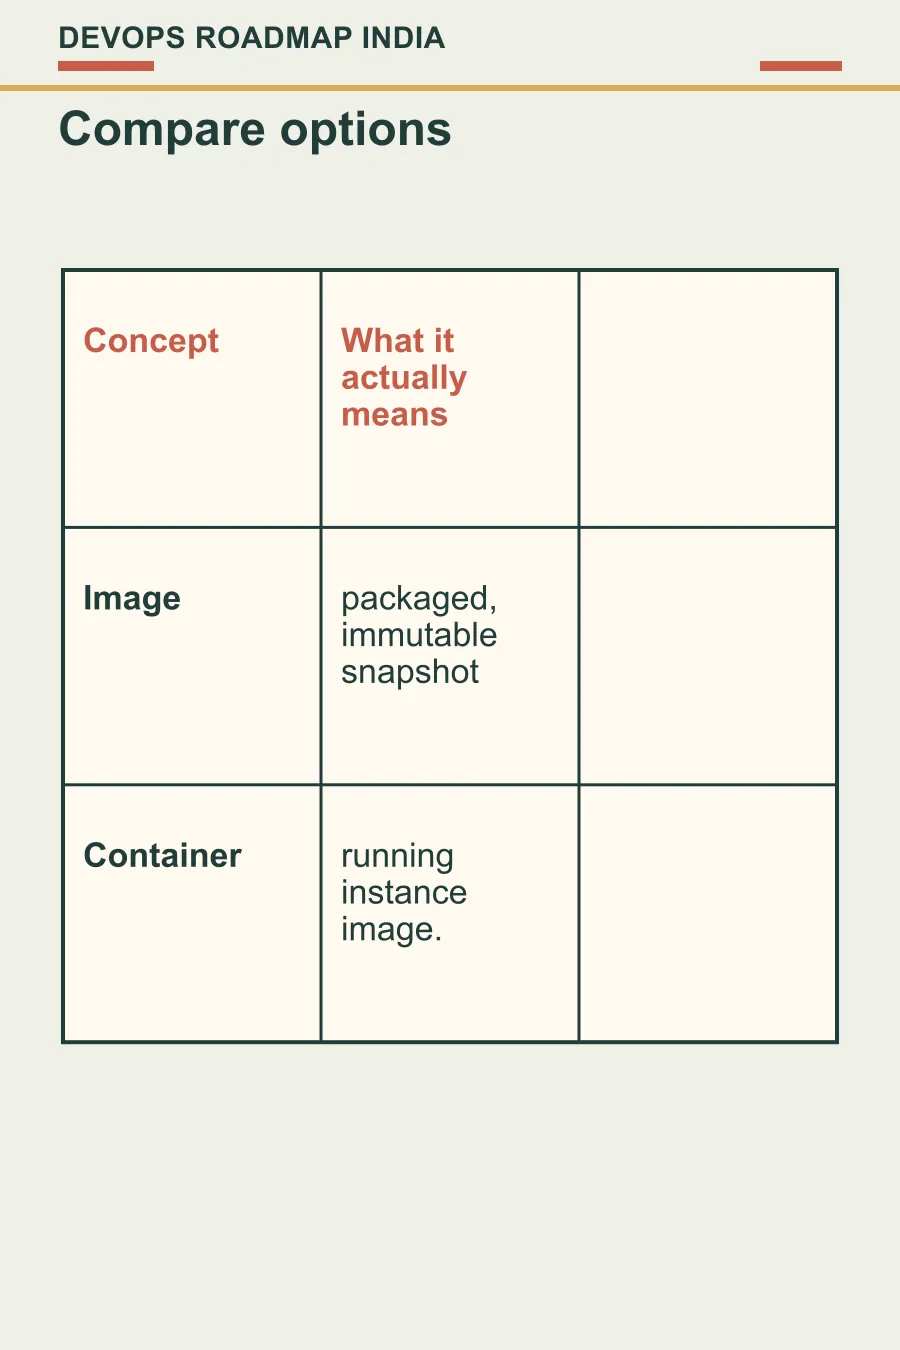 DEVOPS ROADMAP INDIA
Compare options
Concept
What it
actually
means
Image
packaged,
immutable
snapshot
Container
running
instance
image.